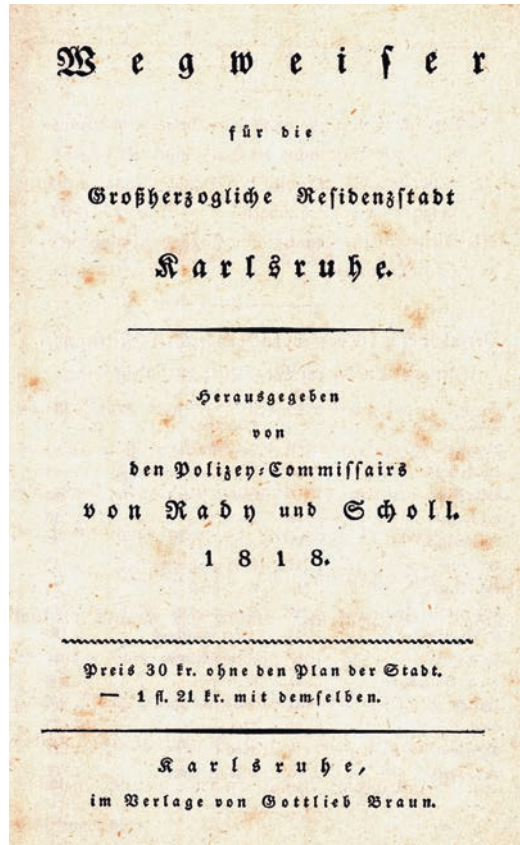 Wegweiser
für die
Großherzogliche Residenzstadt
Karlsruhe.
Herausgegeben
von
den Polizey-Commissairs
von Rady und Scholl.
1818.
Preis 30 kr. ohne den Plan der Stadt.
— 1 fl. 21 kr. mit demselben.
Karlsruhe,
im Verlage von Gottlieb Braun.